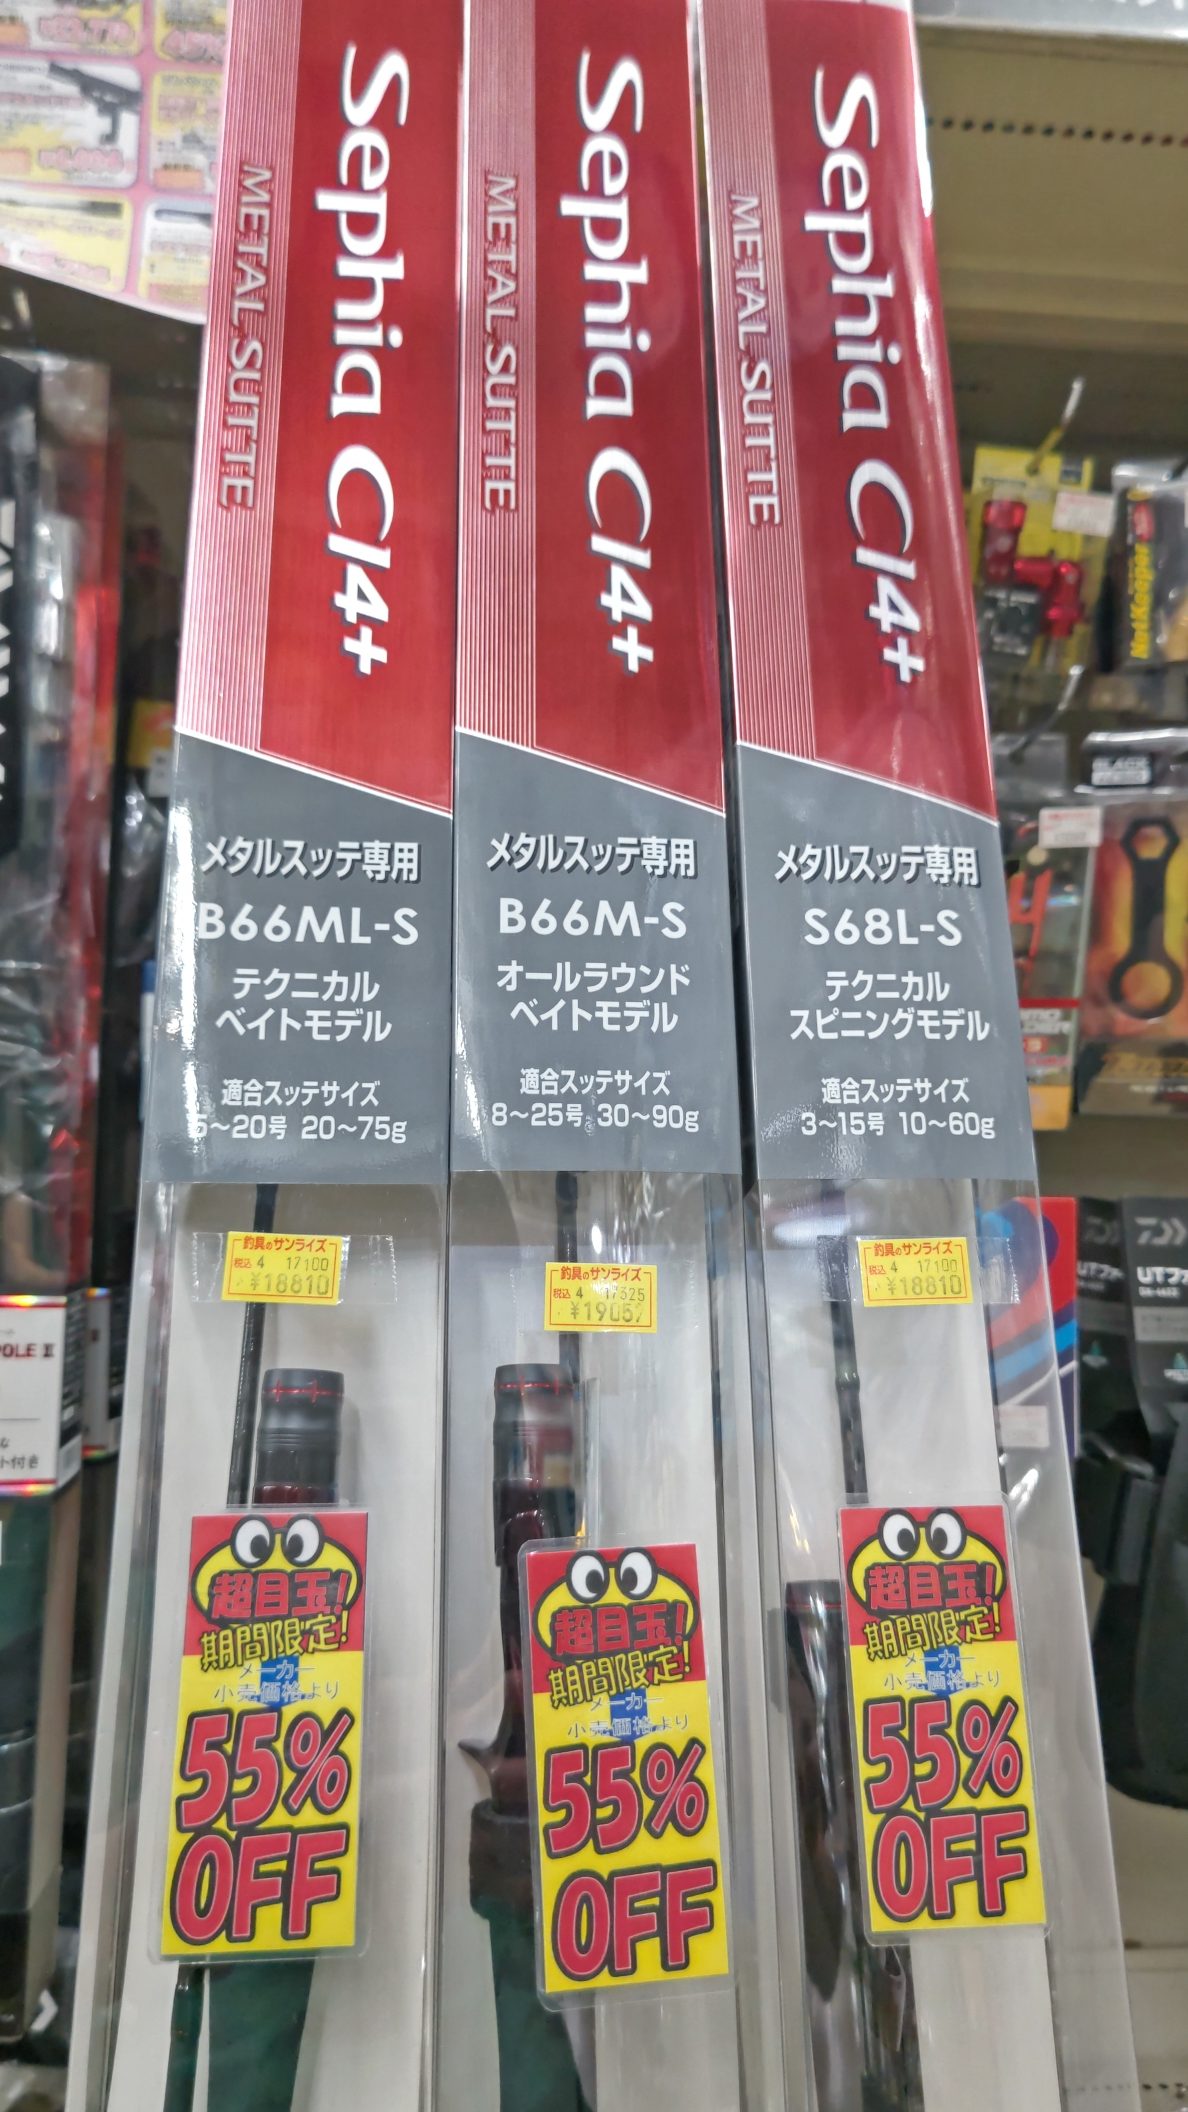 Sephia CI4+
METAL SUTTE
メタルスッテ専用
B66ML-S
テクニカル
ベイトモデル
適合スッテサイズ
5〜20号 20〜75g
釣具のサンライズ
税込 4 17100
¥18810
超目玉!
期間限定!
メーカー
小売価格より
55%
OFF
Sephia CI4+
METAL SUTTE
メタルスッテ専用
B66M-S
オールラウンド
ベイトモデル
適合スッテサイズ
8〜25号 30〜90g
釣具のサンライズ
税込 4 17325
¥19057
超目玉!
期間限定!
メーカー
小売価格より
55%
OFF
Sephia CI4+
METAL SUTTE
メタルスッテ専用
S68L-S
テクニカル
スピニングモデル
適合スッテサイズ
3〜15号 10〜60g
釣具のサンライズ
税込 4 17100
¥18810
超目玉!
期間限定!
メーカー
小売価格より
55%
OFF
NetKeeper
BLACK
POLE II
ト付き